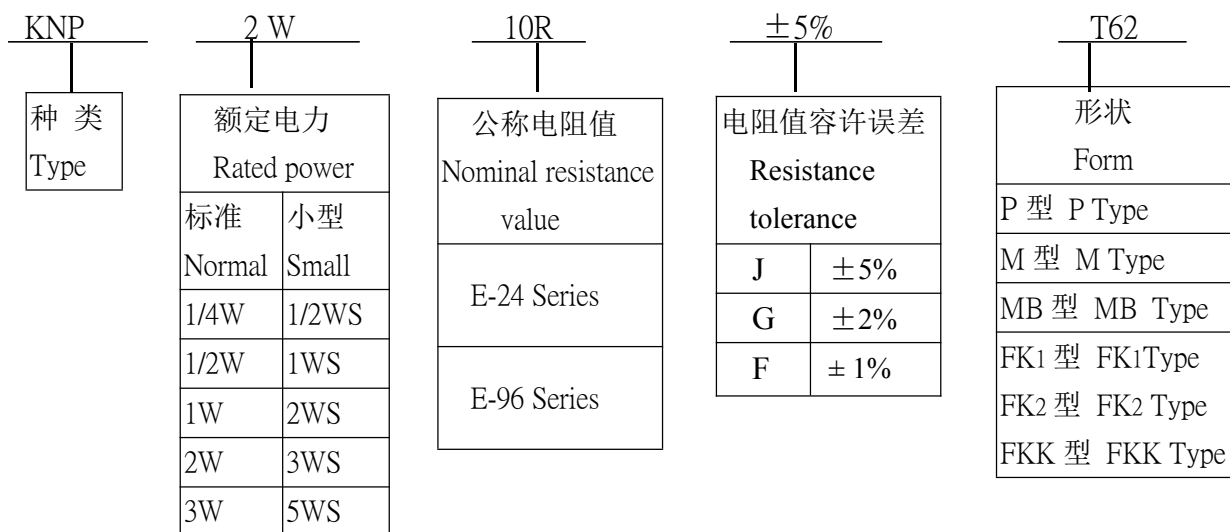 KNP 2 W 10R ±5% T62
种 类
Type
额定电力
Rated power
标准 小型
Normal Small
1/4W 1/2WS
1/2W 1WS
1W 2WS
2W 3WS
3W 5WS
公称电阻值
Nominal resistance
value
E-24 Series
E-96 Series
电阻值容许误差
Resistance
tolerance
J ±5%
G ±2%
F ± 1%
形状
Form
P 型 P Type
M 型 M Type
MB 型 MB Type
FK1 型 FK1Type
FK2 型 FK2 Type
FKK 型 FKK Type